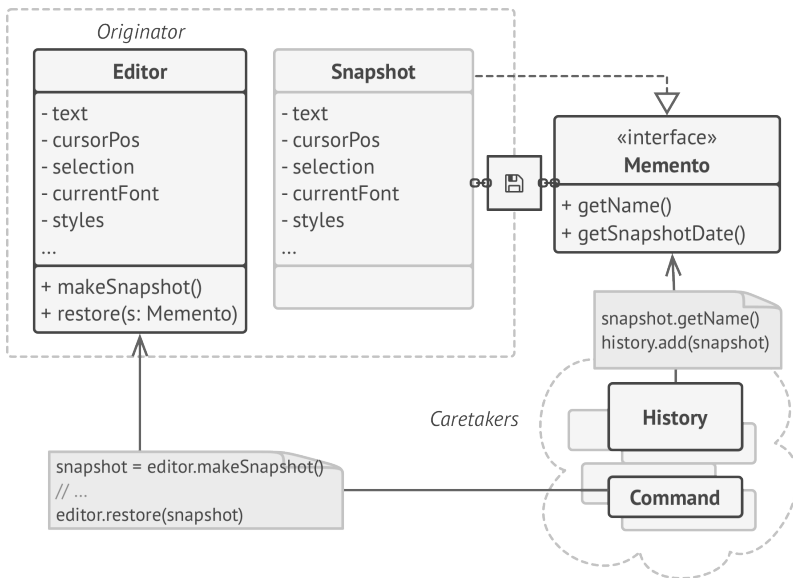 Originator
Editor
- text
- cursorPos
- selection
- currentFont
- styles
...
+ makeSnapshot()
+ restore(s: Memento)
Snapshot
- text
- cursorPos
- selection
- currentFont
- styles
...
«interface»
Memento
+ getName()
+ getSnapshotDate()
snapshot.getName()
history.add(snapshot)
Caretakers
History
Command
snapshot = editor.makeSnapshot()
// ...
editor.restore(snapshot)